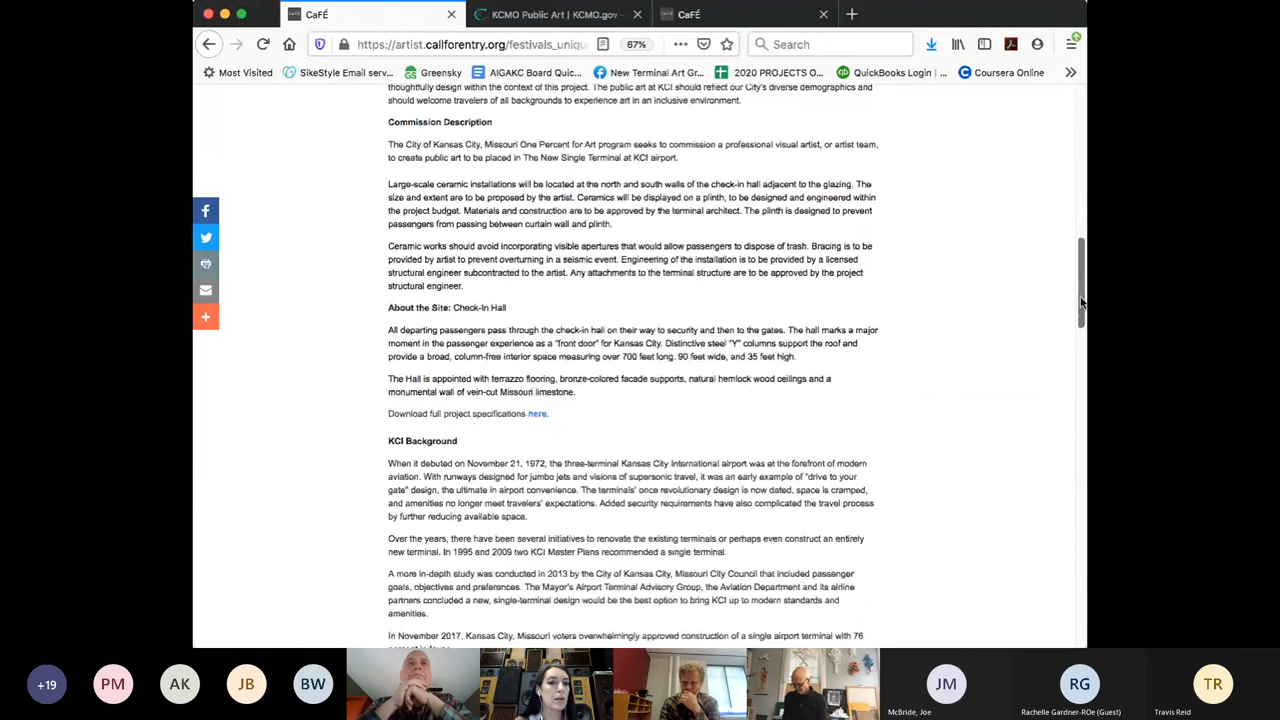 CaFÉ
KCMO Public Art | KCMO.gov -
CaFÉ
https://artist.callforentry.org/festivals_uniqu
67%
Search
Most Visited
SikeStyle Email serv...
Greensky
AIGAKC Board Quic...
New Terminal Art Gr...
2020 PROJECTS O...
QuickBooks Login | ...
Coursera Online
thoughtfully design within the context of this project. The public art at KCI should reflect our City's diverse demographics and
should welcome travelers of all backgrounds to experience art in an inclusive environment.
Commission Description
The City of Kansas City, Missouri One Percent for Art program seeks to commission a professional visual artist, or artist team,
to create public art to be placed in The New Single Terminal at KCI airport.
Large-scale ceramic installations will be located at the north and south walls of the check-in hall adjacent to the glazing. The
size and extent are to be proposed by the artist. Ceramics will be displayed on a plinth, to be designed and engineered within
the project budget. Materials and construction are to be approved by the terminal architect. The plinth is designed to prevent
passengers from passing between curtain wall and plinth.
Ceramic works should avoid incorporating visible apertures that would allow passengers to dispose of trash. Bracing is to be
provided by artist to prevent overturning in a seismic event. Engineering of the installation is to be provided by a licensed
structural engineer subcontracted to the artist. Any attachments to the terminal structure are to be approved by the project
structural engineer.
About the Site: Check-In Hall
All departing passengers pass through the check-in hall on their way to security and then to the gates. The hall marks a major
moment in the passenger experience as a "front door" for Kansas City. Distinctive steel "Y" columns support the roof and
provide a broad, column-free interior space measuring over 700 feet long, 90 feet wide, and 35 feet high.
The Hall is appointed with terrazzo flooring, bronze-colored facade supports, natural hemlock wood ceilings and a
monumental wall of vein-cut Missouri limestone.
Download full project specifications here.
KCI Background
When it debuted on November 21, 1972, the three-terminal Kansas City International airport was at the forefront of modern
aviation. With runways designed for jumbo jets and visions of supersonic travel, it was an early example of "drive to your
gate" design, the ultimate in airport convenience. The terminals' once revolutionary design is now dated, space is cramped,
and amenities no longer meet travelers' expectations. Added security requirements have also complicated the travel process
by further reducing available space.
Over the years, there have been several initiatives to renovate the existing terminals or perhaps even construct an entirely
new terminal. In 1995 and 2009 two KCI Master Plans recommended a single terminal.
A more in-depth study was conducted in 2013 by the City of Kansas City, Missouri City Council that included passenger
goals, objectives and preferences. The Mayor's Airport Terminal Advisory Group, the Aviation Department and its airline
partners concluded a new, single-terminal design would be the best option to bring KCI up to modern standards and
amenities.
In November 2017, Kansas City, Missouri voters overwhelmingly approved construction of a single airport terminal with 76
+19
PM
AK
JB
BW
JM
RG
TR
McBride, Joe
Rachelle Gardner-ROe (Guest)
Travis Reid